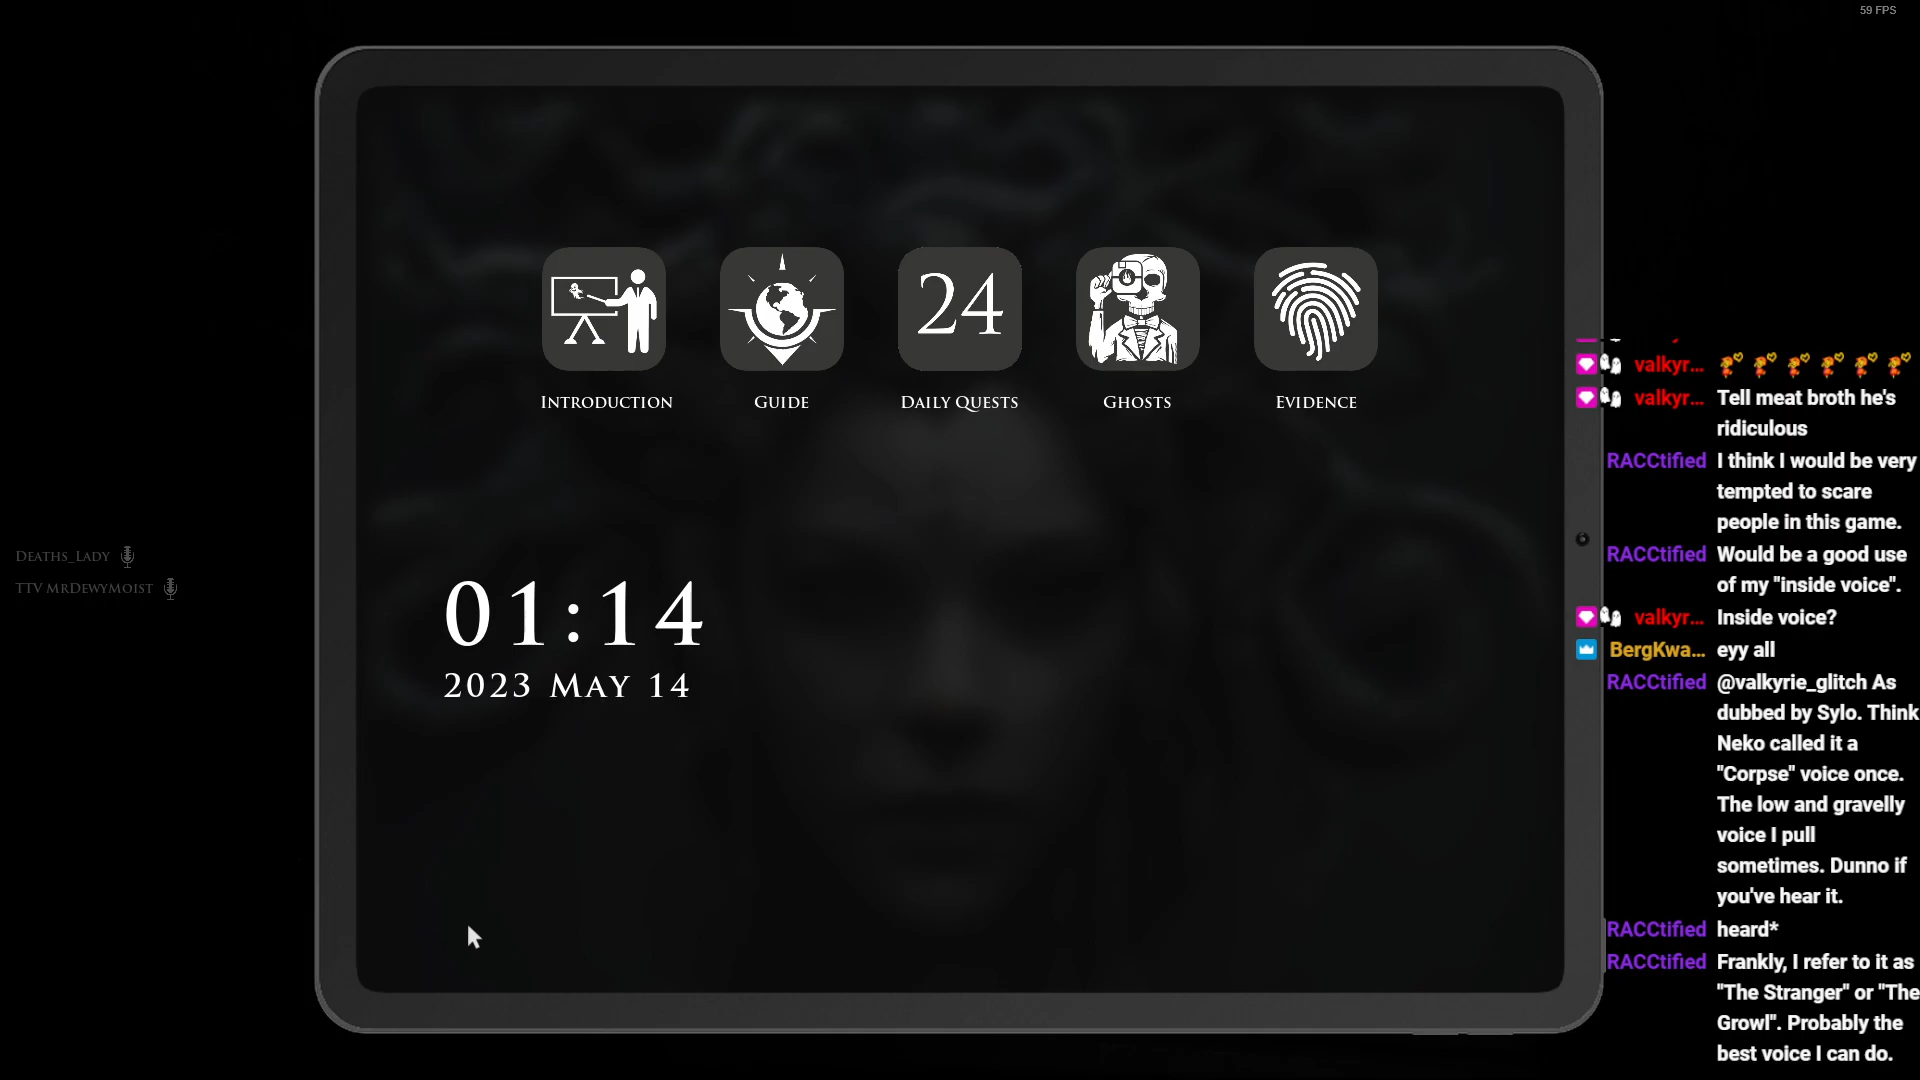 59 FPS
24
INTRODUCTION
GUIDE
DAILY QUESTS
GHOSTS
EVIDENCE
DEATHS_LADY
TTV MRDEWYMOIST
01:14
2023 MAY 14
valkyr...
valkyr... Tell meat broth he's
ridiculous
RACCtified I think I would be very
tempted to scare
people in this game.
RACCtified Would be a good use
of my "inside voice".
valkyr... Inside voice?
BergKwa... eyy all
RACCtified @valkyrie_glitch As
dubbed by Sylo. Think
Neko called it a
"Corpse" voice once.
The low and gravelly
voice I pull
sometimes. Dunno if
you've hear it.
RACCtified heard*
RACCtified Frankly, I refer to it as
"The Stranger" or "The
Growl". Probably the
best voice I can do.